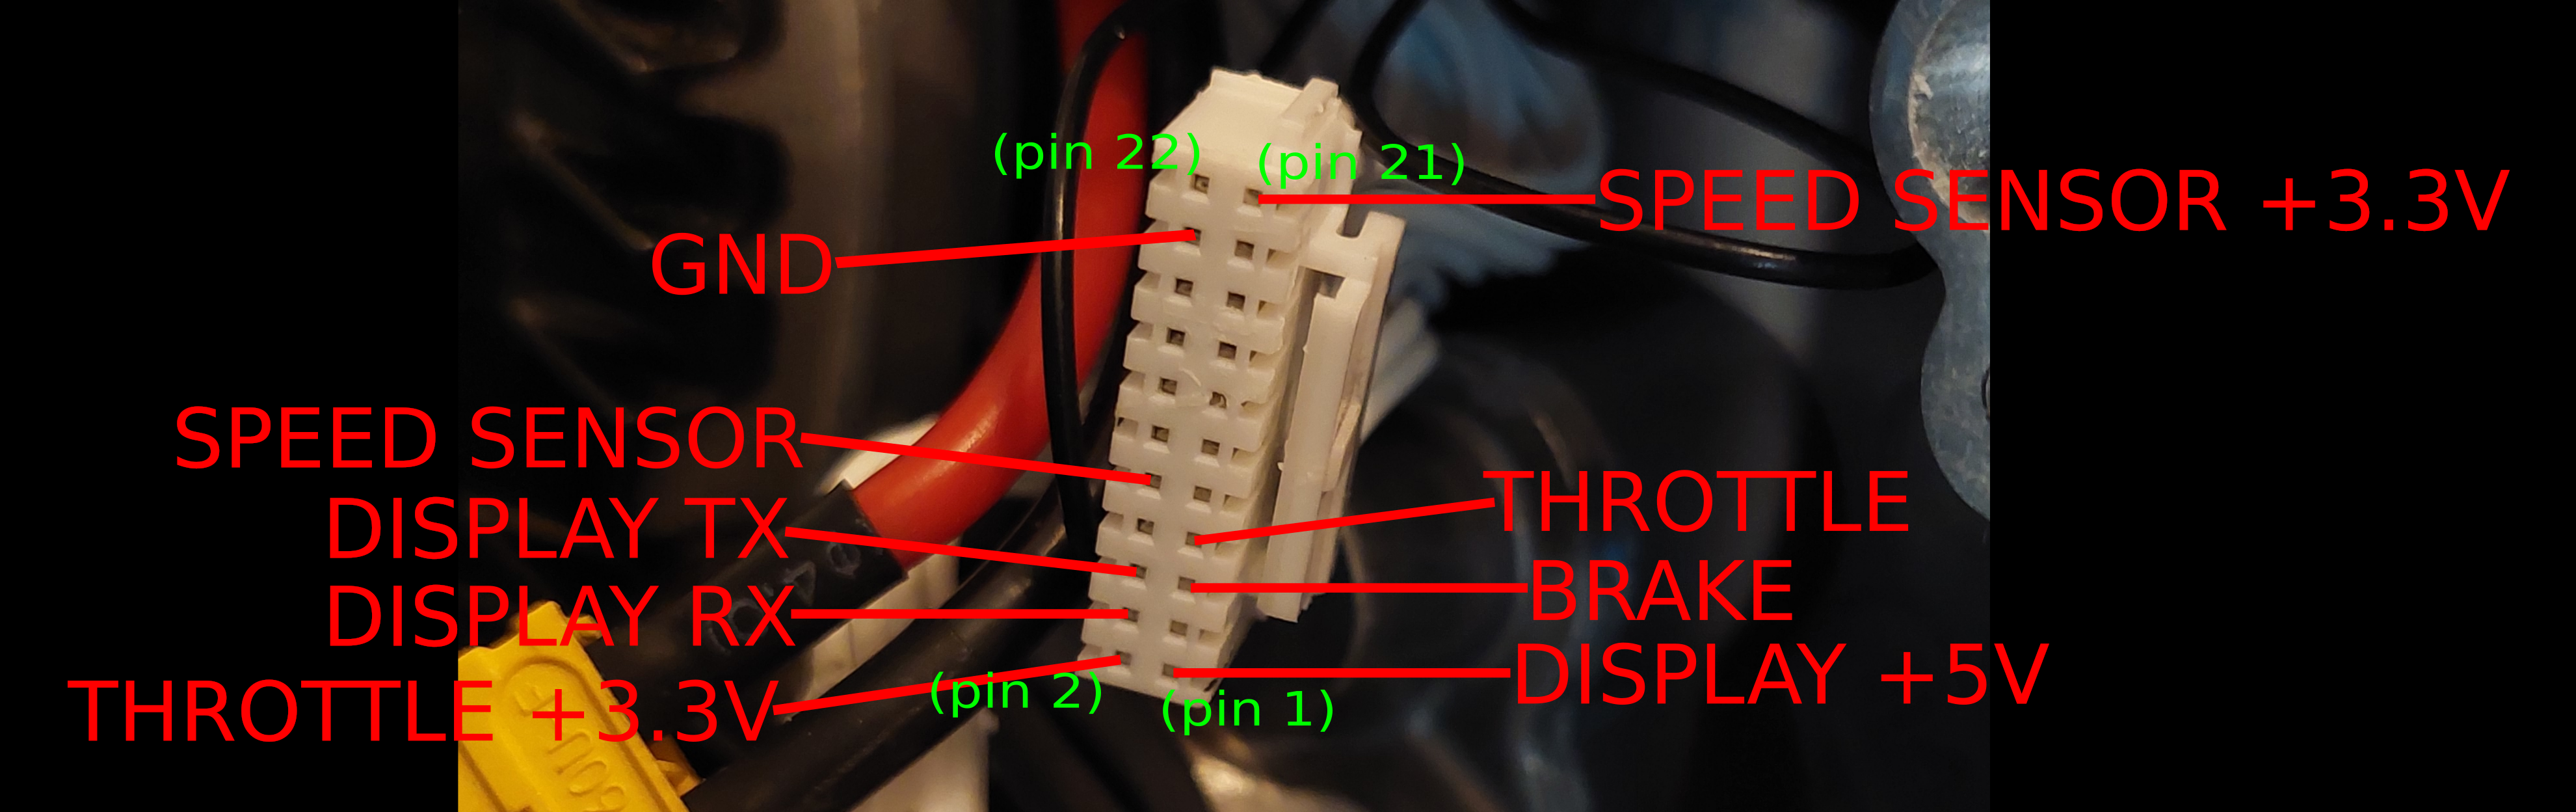 (pin 22)
(pin 21)
SPEED SENSOR +3.3V
GND
SPEED SENSOR
THROTTLE
DISPLAY TX
BRAKE
DISPLAY RX
DISPLAY +5V
THROTTLE +3.3V
(pin 2)
(pin 1)